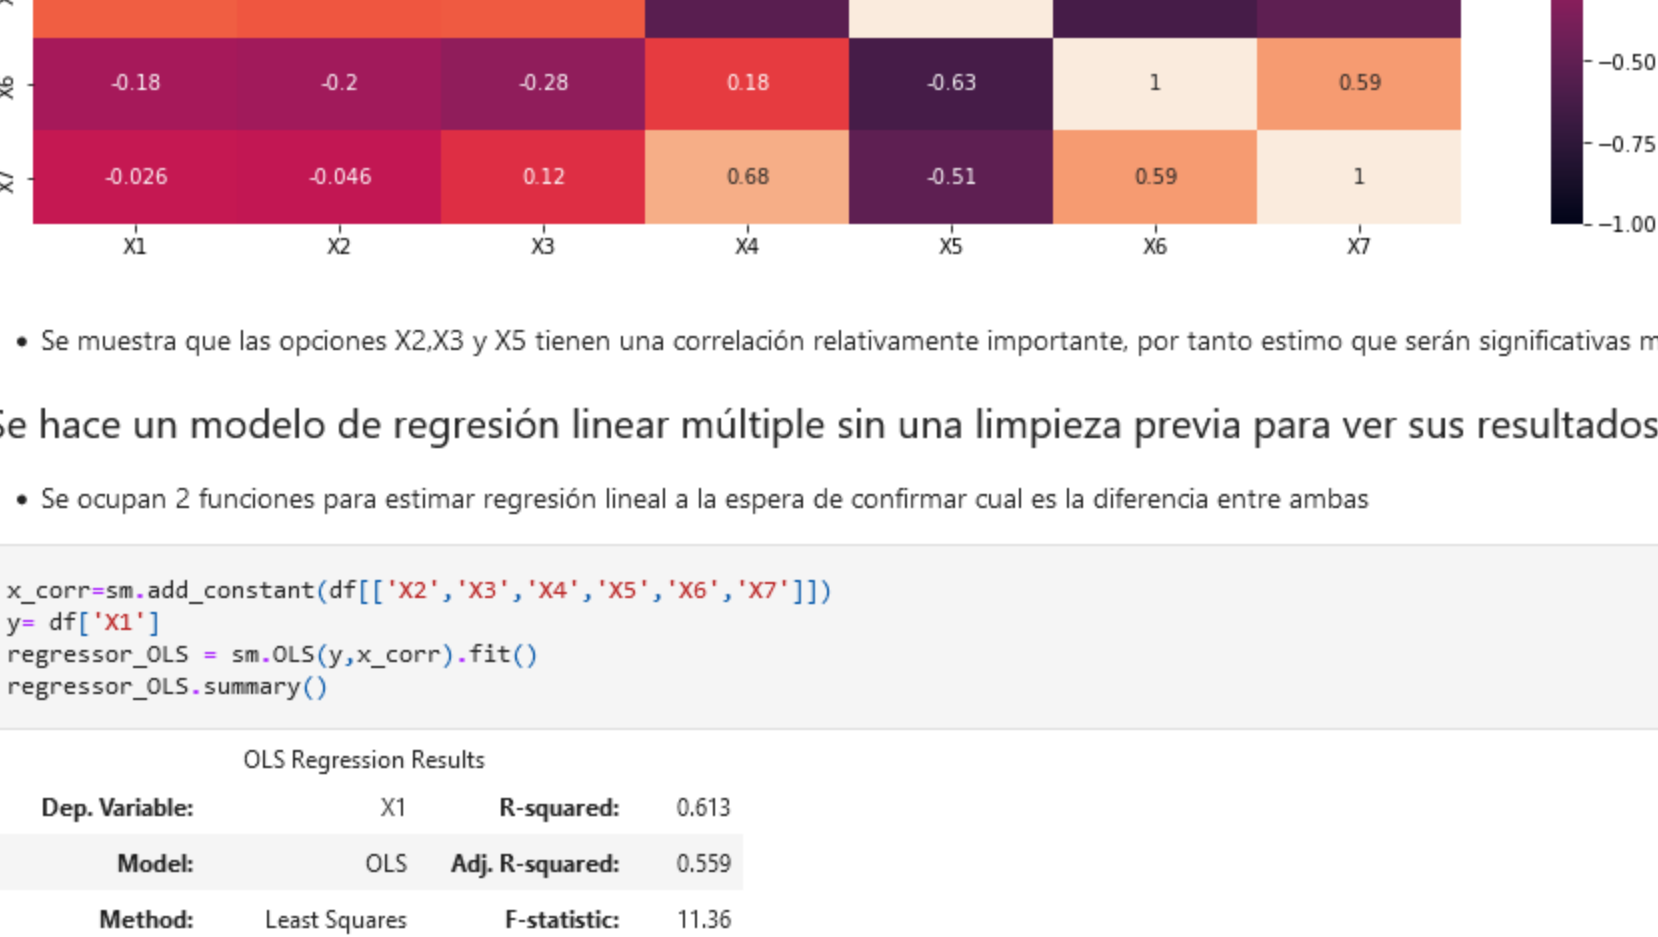 X6 -0.18 -0.2 -0.28 0.18 -0.63 1 0.59 −0.50
−0.75
X7 -0.026 -0.046 0.12 0.68 -0.51 0.59 1
−1.00
X1 X2 X3 X4 X5 X6 X7
• Se muestra que las opciones X2,X3 y X5 tienen una correlación relativamente importante, por tanto estimo que serán significativas m
Se hace un modelo de regresión linear múltiple sin una limpieza previa para ver sus resultados
• Se ocupan 2 funciones para estimar regresión lineal a la espera de confirmar cual es la diferencia entre ambas
x_corr=sm.add_constant(df[['X2','X3','X4','X5','X6','X7']])
y= df['X1']
regressor_OLS = sm.OLS(y,x_corr).fit()
regressor_OLS.summary()
OLS Regression Results
Dep. Variable: X1 R-squared: 0.613
Model: OLS Adj. R-squared: 0.559
Method: Least Squares F-statistic: 11.36